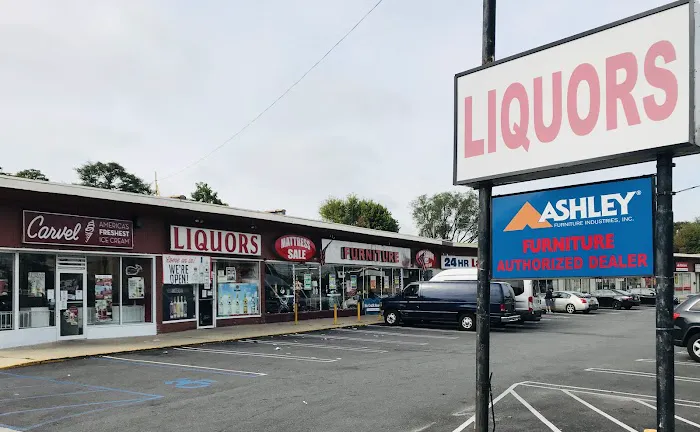 LIQUORS
ASHLEY®
FURNITURE INDUSTRIES, INC.
FURNITURE
AUTHORIZED DEALER
Carvel
AMERICA'S
FRESHEST
ICE CREAM
LIQUORS
MATTRESS
SALE
FURNITURE
24HR
WE'RE
OPEN!